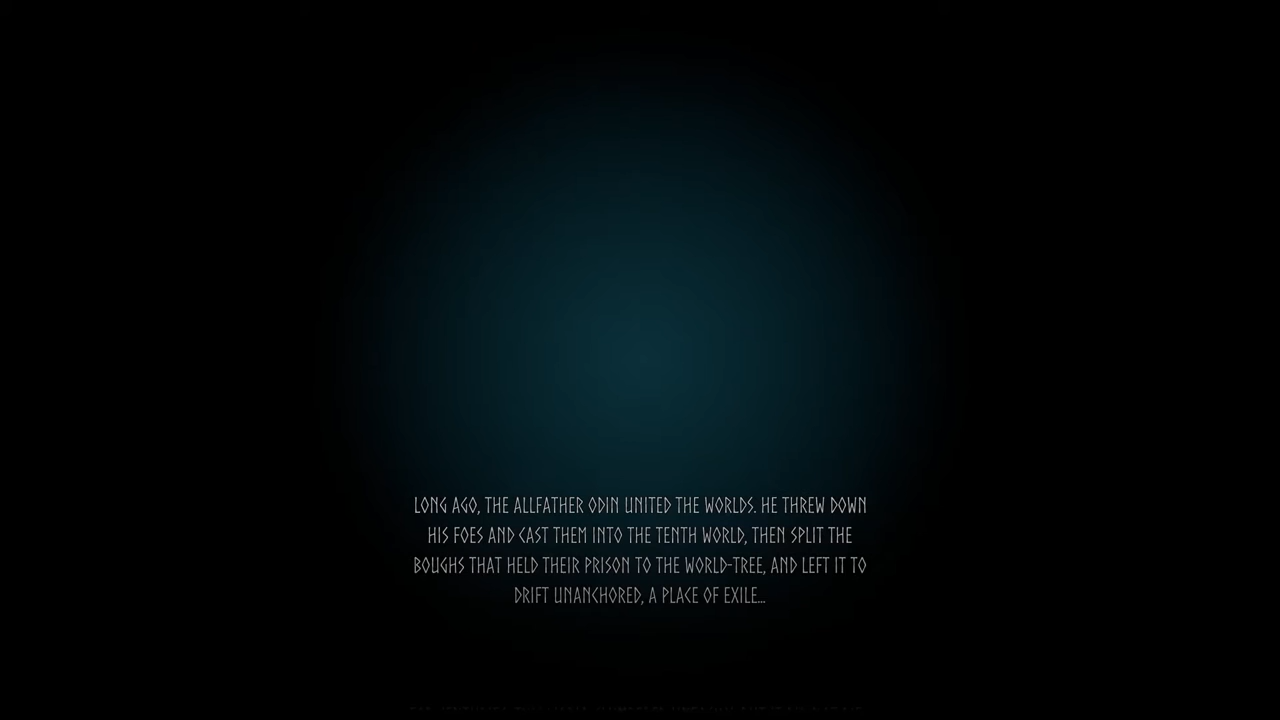 LONG AGO, THE ALLFATHER ODIN UNITED THE WORLDS. HE THREW DOWN
HIS FOES AND CAST THEM INTO THE TENTH WORLD, THEN SPLIT THE
BOUGHS THAT HELD THEIR PRISON TO THE WORLD-TREE, AND LEFT IT TO
DRIFT UNANCHORED, A PLACE OF EXILE...